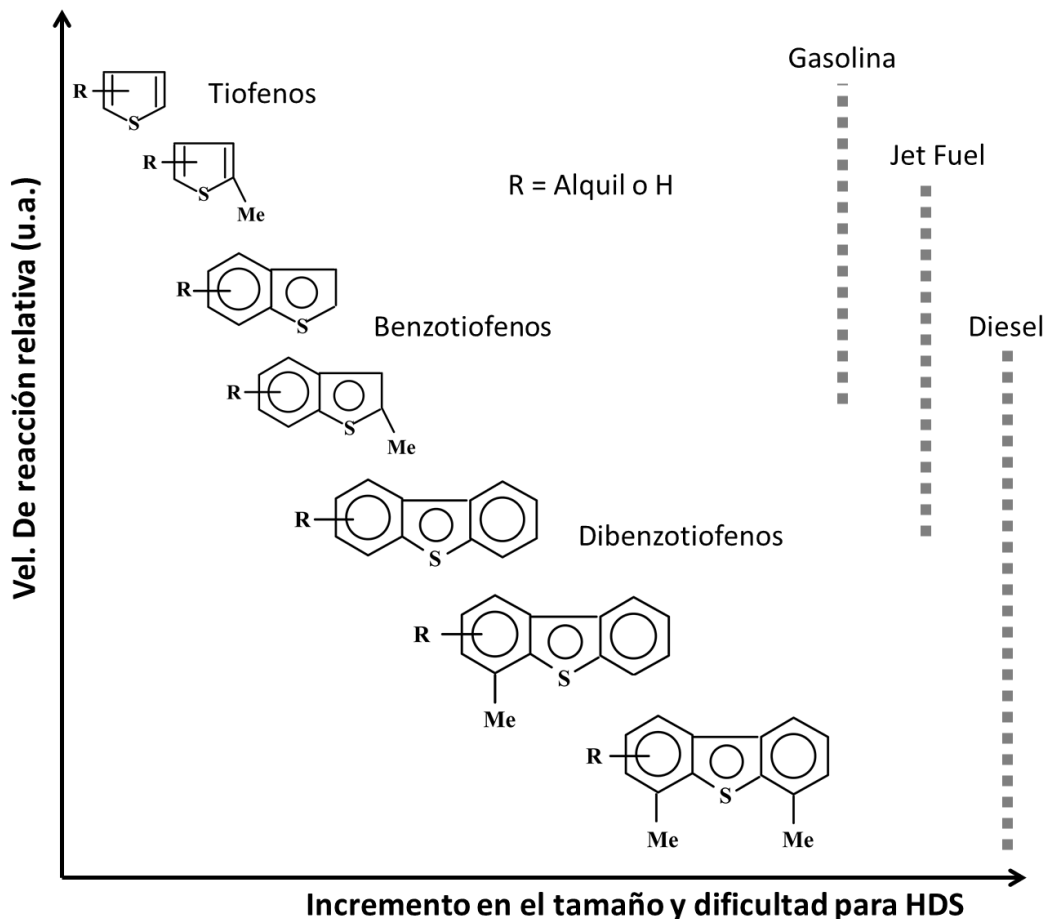 Gasolina
R
S
Tiofenos
Jet Fuel
R
S
Me
R = Alquil o H
R
S
Benzotiofenos
Diesel
R
S
Me
R
S
Dibenzotiofenos
R
S
Me
R
S
Me
Me
Vel. De reacción relativa (u.a.)
Incremento en el tamaño y dificultad para HDS